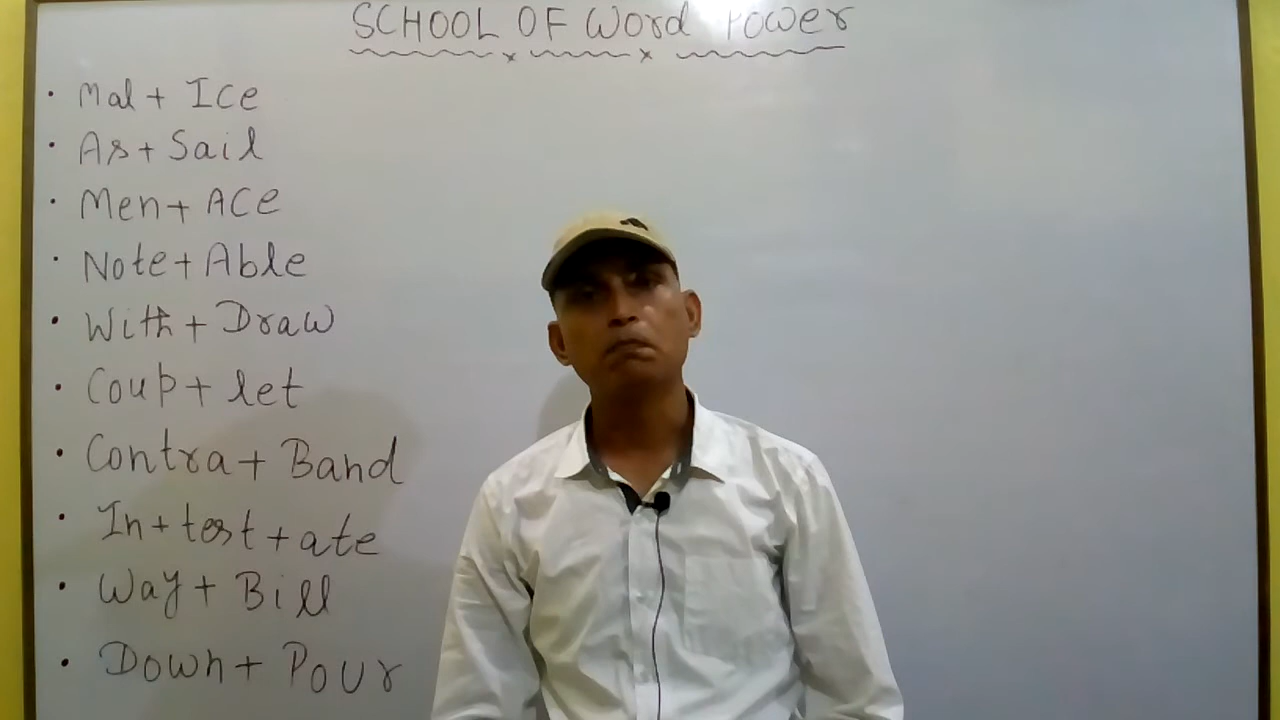 SCHOOL OF Word Power
• Mal + Ice
• As + Sail
• Men + ACe
• Note + Able
• With + Draw
• Coup + let
• Contra + Band
• In + test + ate
• Way + Bill
• Down + Pour